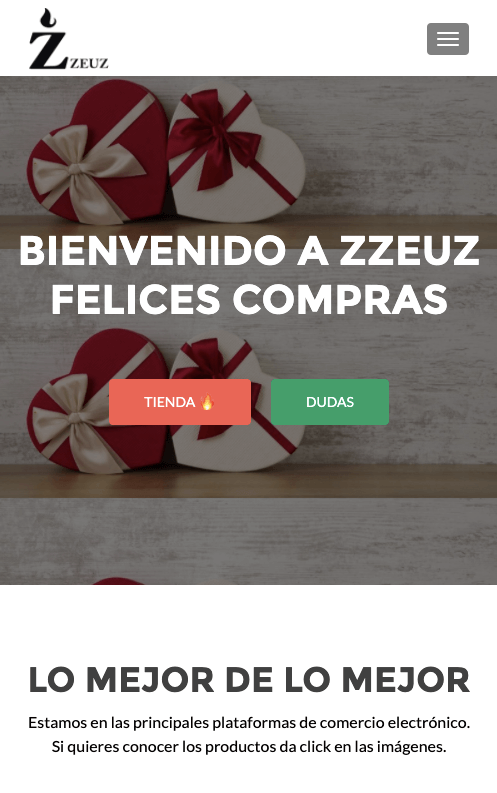 ZZEUZ
BIENVENIDO A ZZEUZ
FELICES COMPRAS
TIENDA 🔥
DUDAS
LO MEJOR DE LO MEJOR
Estamos en las principales plataformas de comercio electrónico.
Si quieres conocer los productos da click en las imágenes.